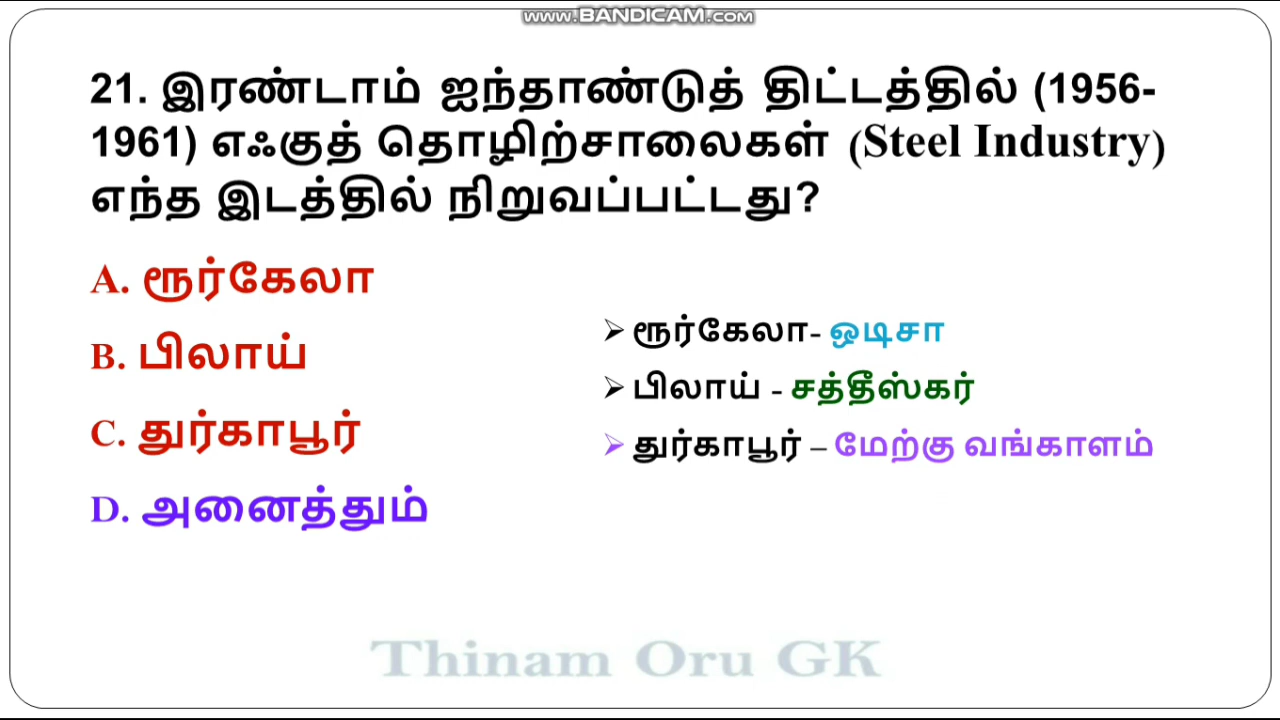 www.BANDICAM.com
21. இரண்டாம் ஐந்தாண்டுத் திட்டத்தில் (1956-
1961) எஃகுத் தொழிற்சாலைகள் (Steel Industry)
எந்த இடத்தில் நிறுவப்பட்டது?
A. ரூர்கேலா
B. பிலாய்
C. துர்காபூர்
D. அனைத்தும்
➢ ரூர்கேலா- ஒடிசா
➢ பிலாய் - சத்தீஸ்கர்
➢ துர்காபூர் – மேற்கு வங்காளம்
Thinam Oru GK